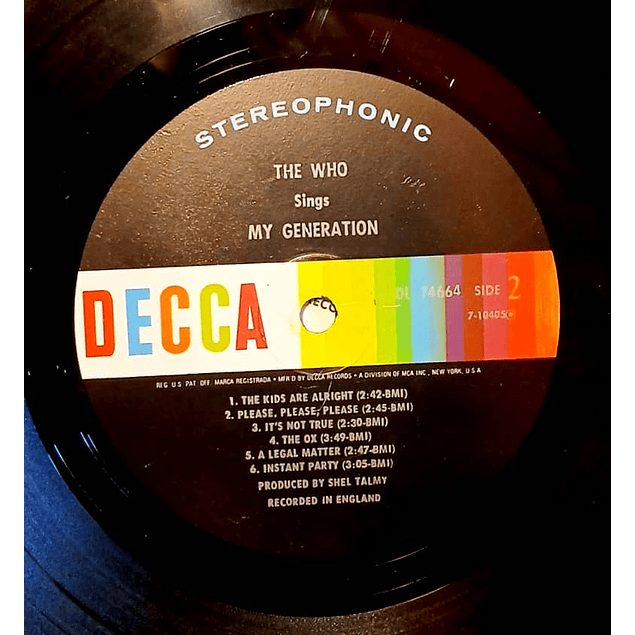 STEREOPHONIC
THE WHO
Sings
MY GENERATION
DECCA
DL 74664 SIDE 2
7-10405
REG. U.S. PAT. OFF. MARCA REGISTRADA • MFR'D BY DECCA RECORDS • A DIVISION OF MCA INC., NEW YORK, U.S.A
1. THE KIDS ARE ALRIGHT (2:42-BMI)
2. PLEASE, PLEASE, PLEASE (2:45-BMI)
3. IT'S NOT TRUE (2:30-BMI)
4. THE OX (3:49-BMI)
5. A LEGAL MATTER (2:47-BMI)
6. INSTANT PARTY (3:05-BMI)
PRODUCED BY SHEL TALMY
RECORDED IN ENGLAND